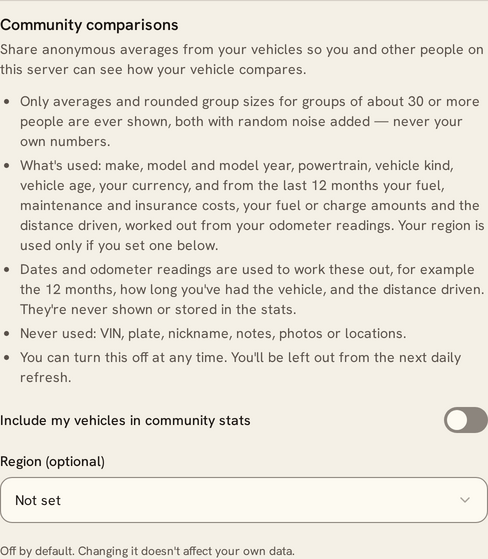 Community comparisons
Share anonymous averages from your vehicles so you and other people on
this server can see how your vehicle compares.
• Only averages and rounded group sizes for groups of about 30 or more
people are ever shown, both with random noise added — never your
own numbers.
• What's used: make, model and model year, powertrain, vehicle kind,
vehicle age, your currency, and from the last 12 months your fuel,
maintenance and insurance costs, your fuel or charge amounts and the
distance driven, worked out from your odometer readings. Your region is
used only if you set one below.
• Dates and odometer readings are used to work these out, for example
the 12 months, how long you've had the vehicle, and the distance driven.
They're never shown or stored in the stats.
• Never used: VIN, plate, nickname, notes, photos or locations.
• You can turn this off at any time. You'll be left out from the next daily
refresh.
Include my vehicles in community stats
Region (optional)
Not set
Off by default. Changing it doesn't affect your own data.